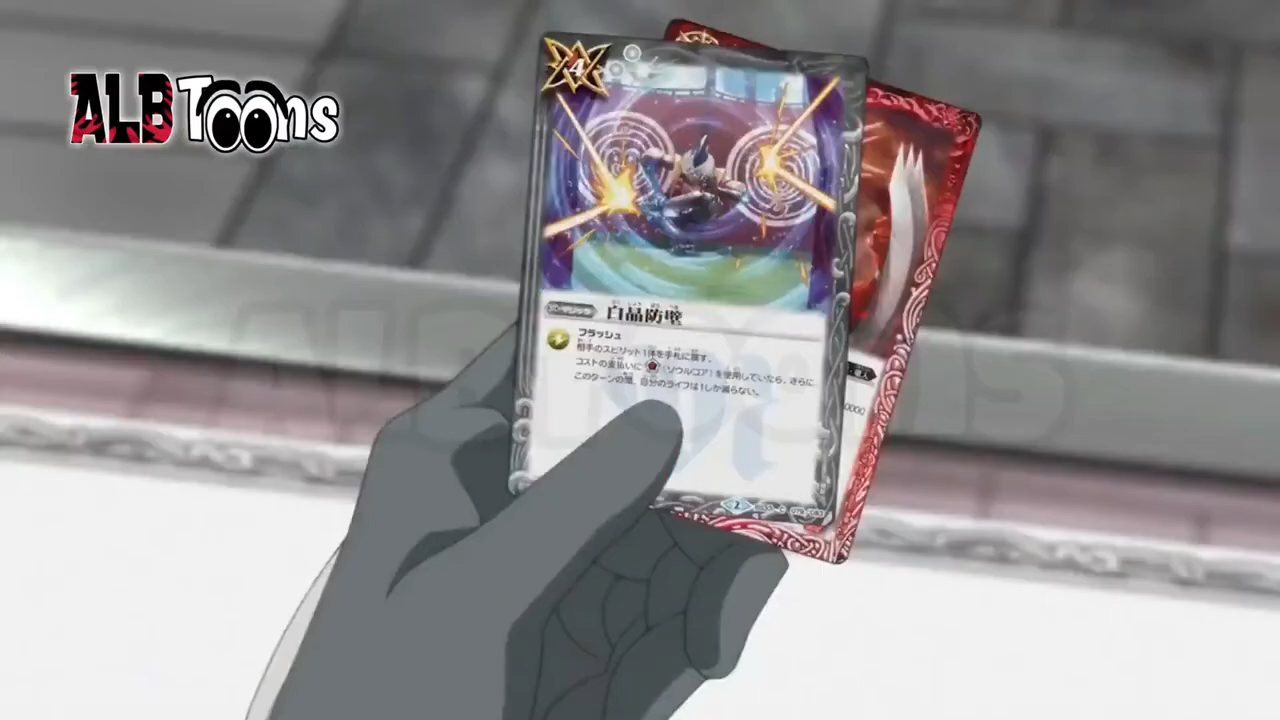 ALBToons
4
白晶防壁
フラッシュ
相手のスピリット1体を手札に戻す。
コストの支払いに（ソウルコア）を使用していたら、さらに、
このターンの間、自分のライフは1しか減らない。
2
ALBToons